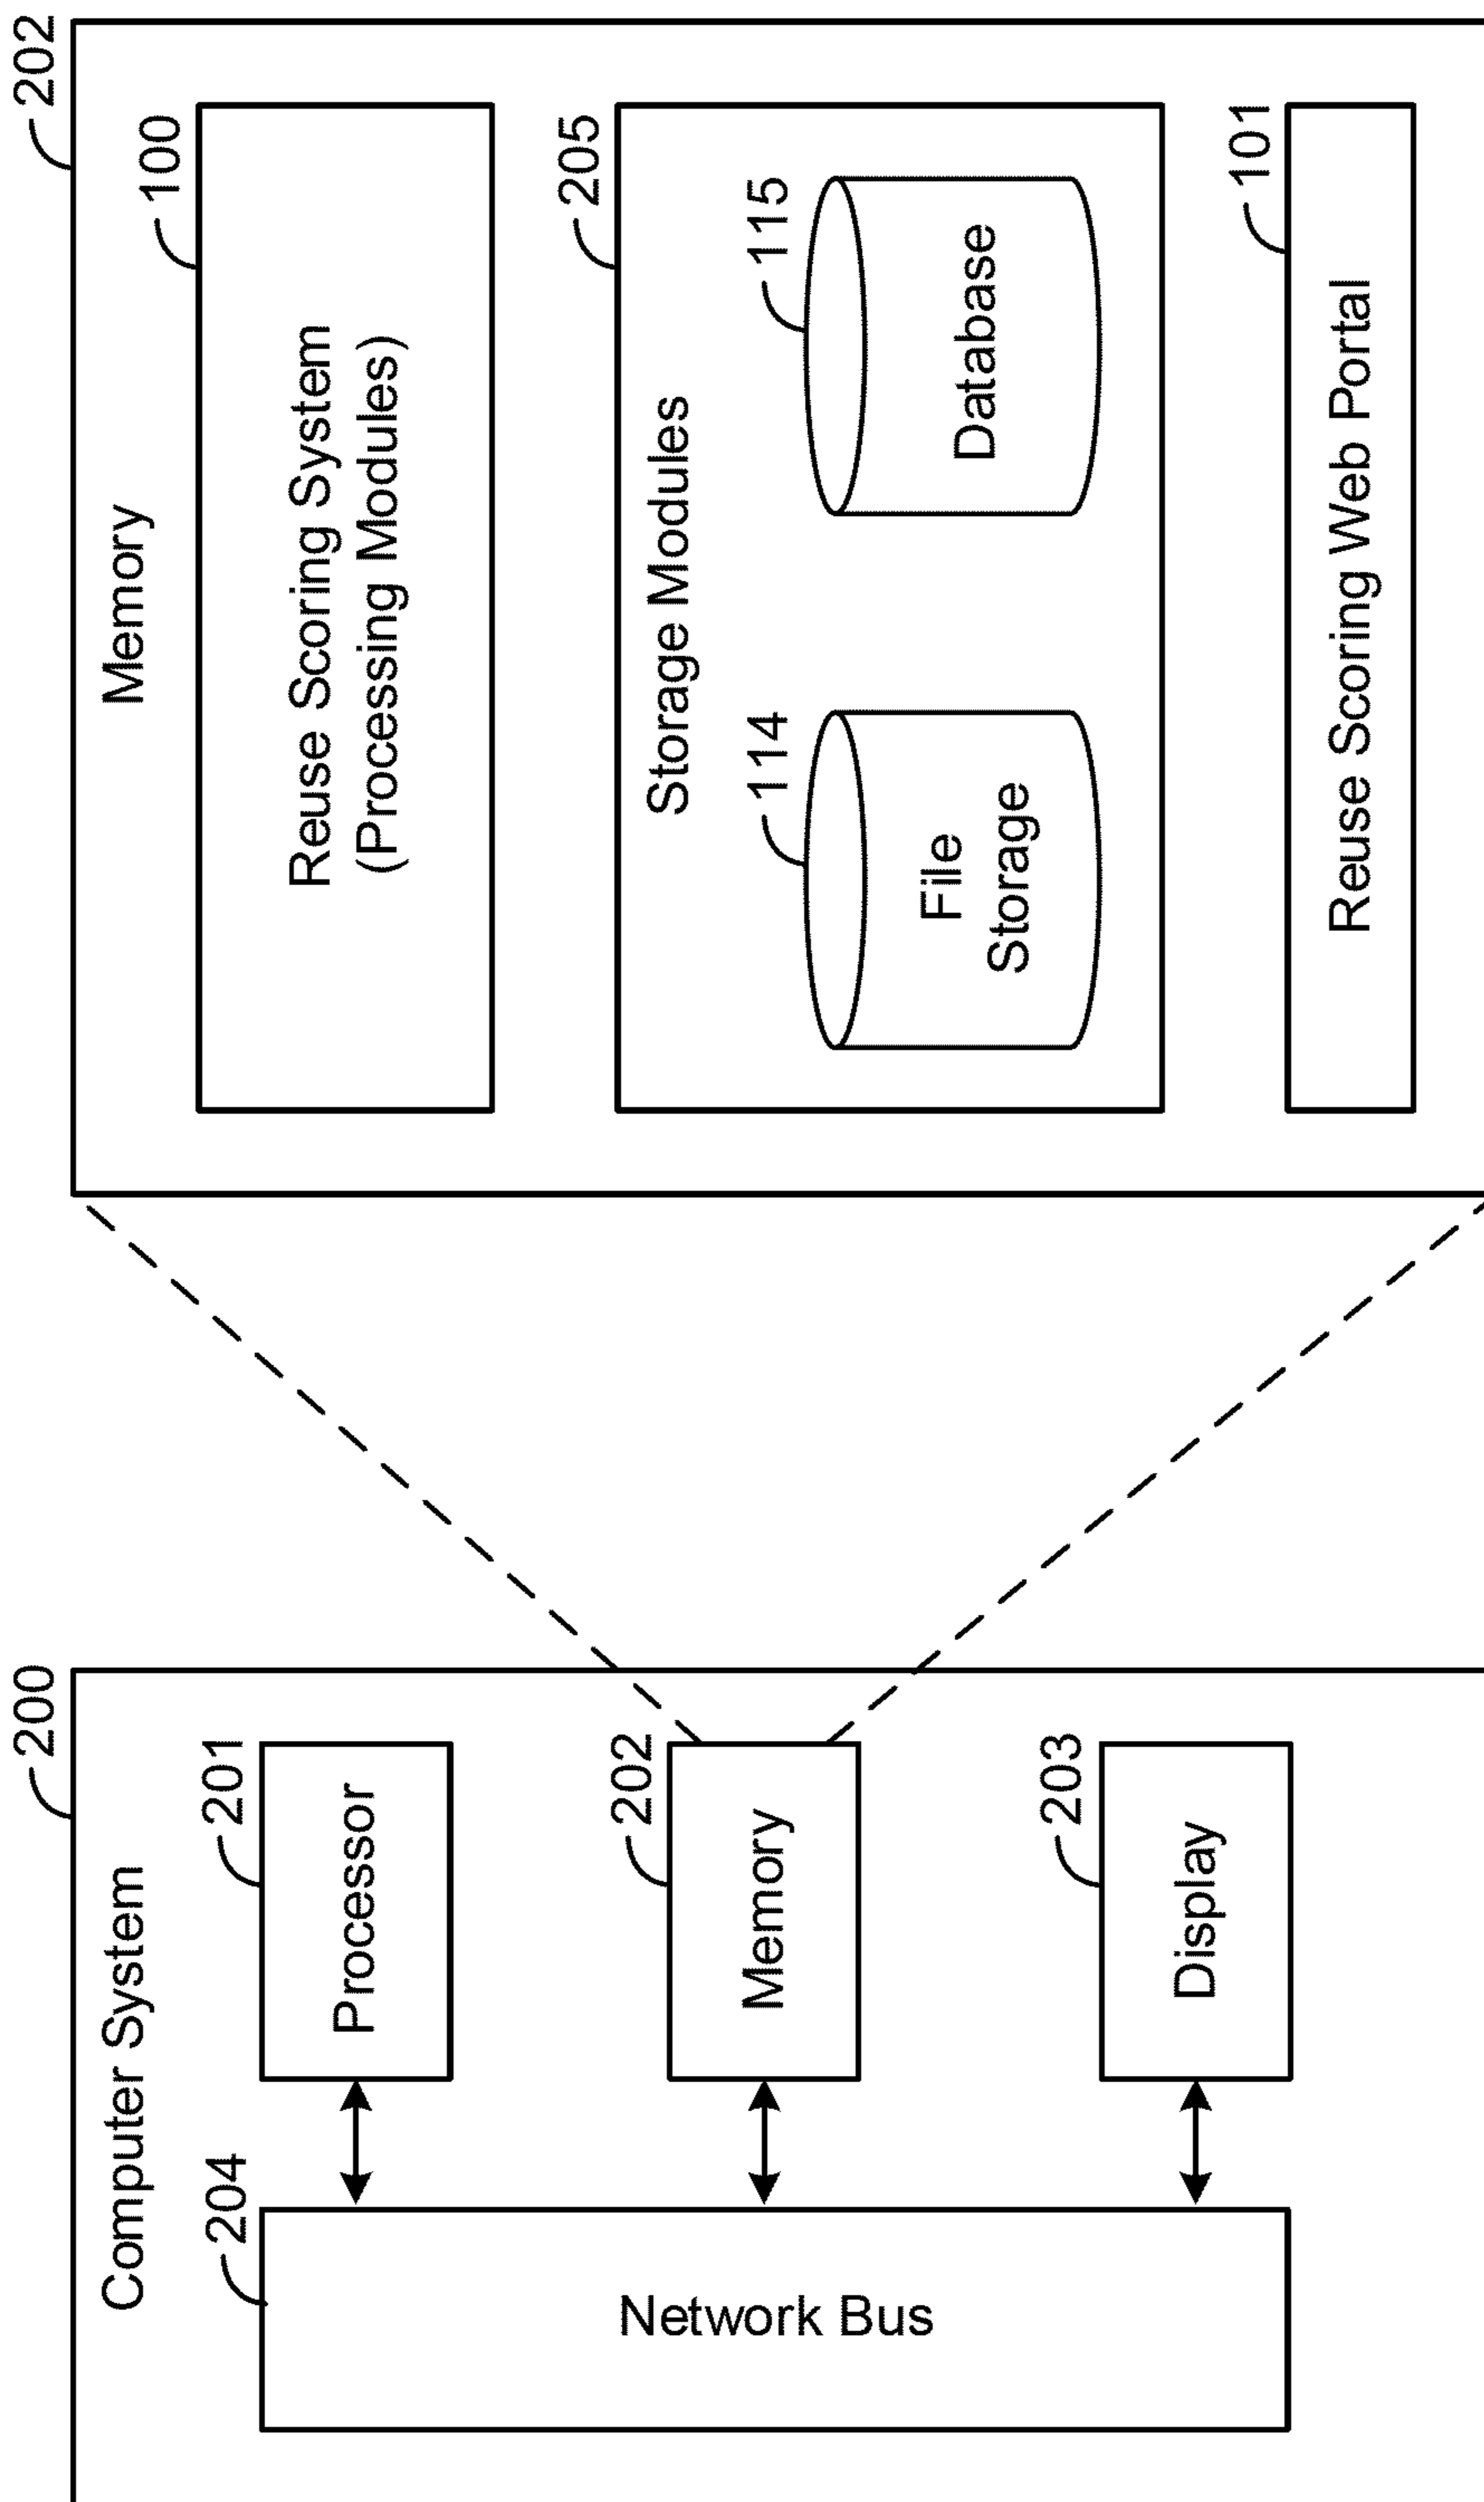 200
Computer System
204
Network Bus
201
Processor
202
Memory
203
Display
202
Memory
100
Reuse Scoring System
(Processing Modules)
205
Storage Modules
114
File
Storage
115
Database
101
Reuse Scoring Web Portal